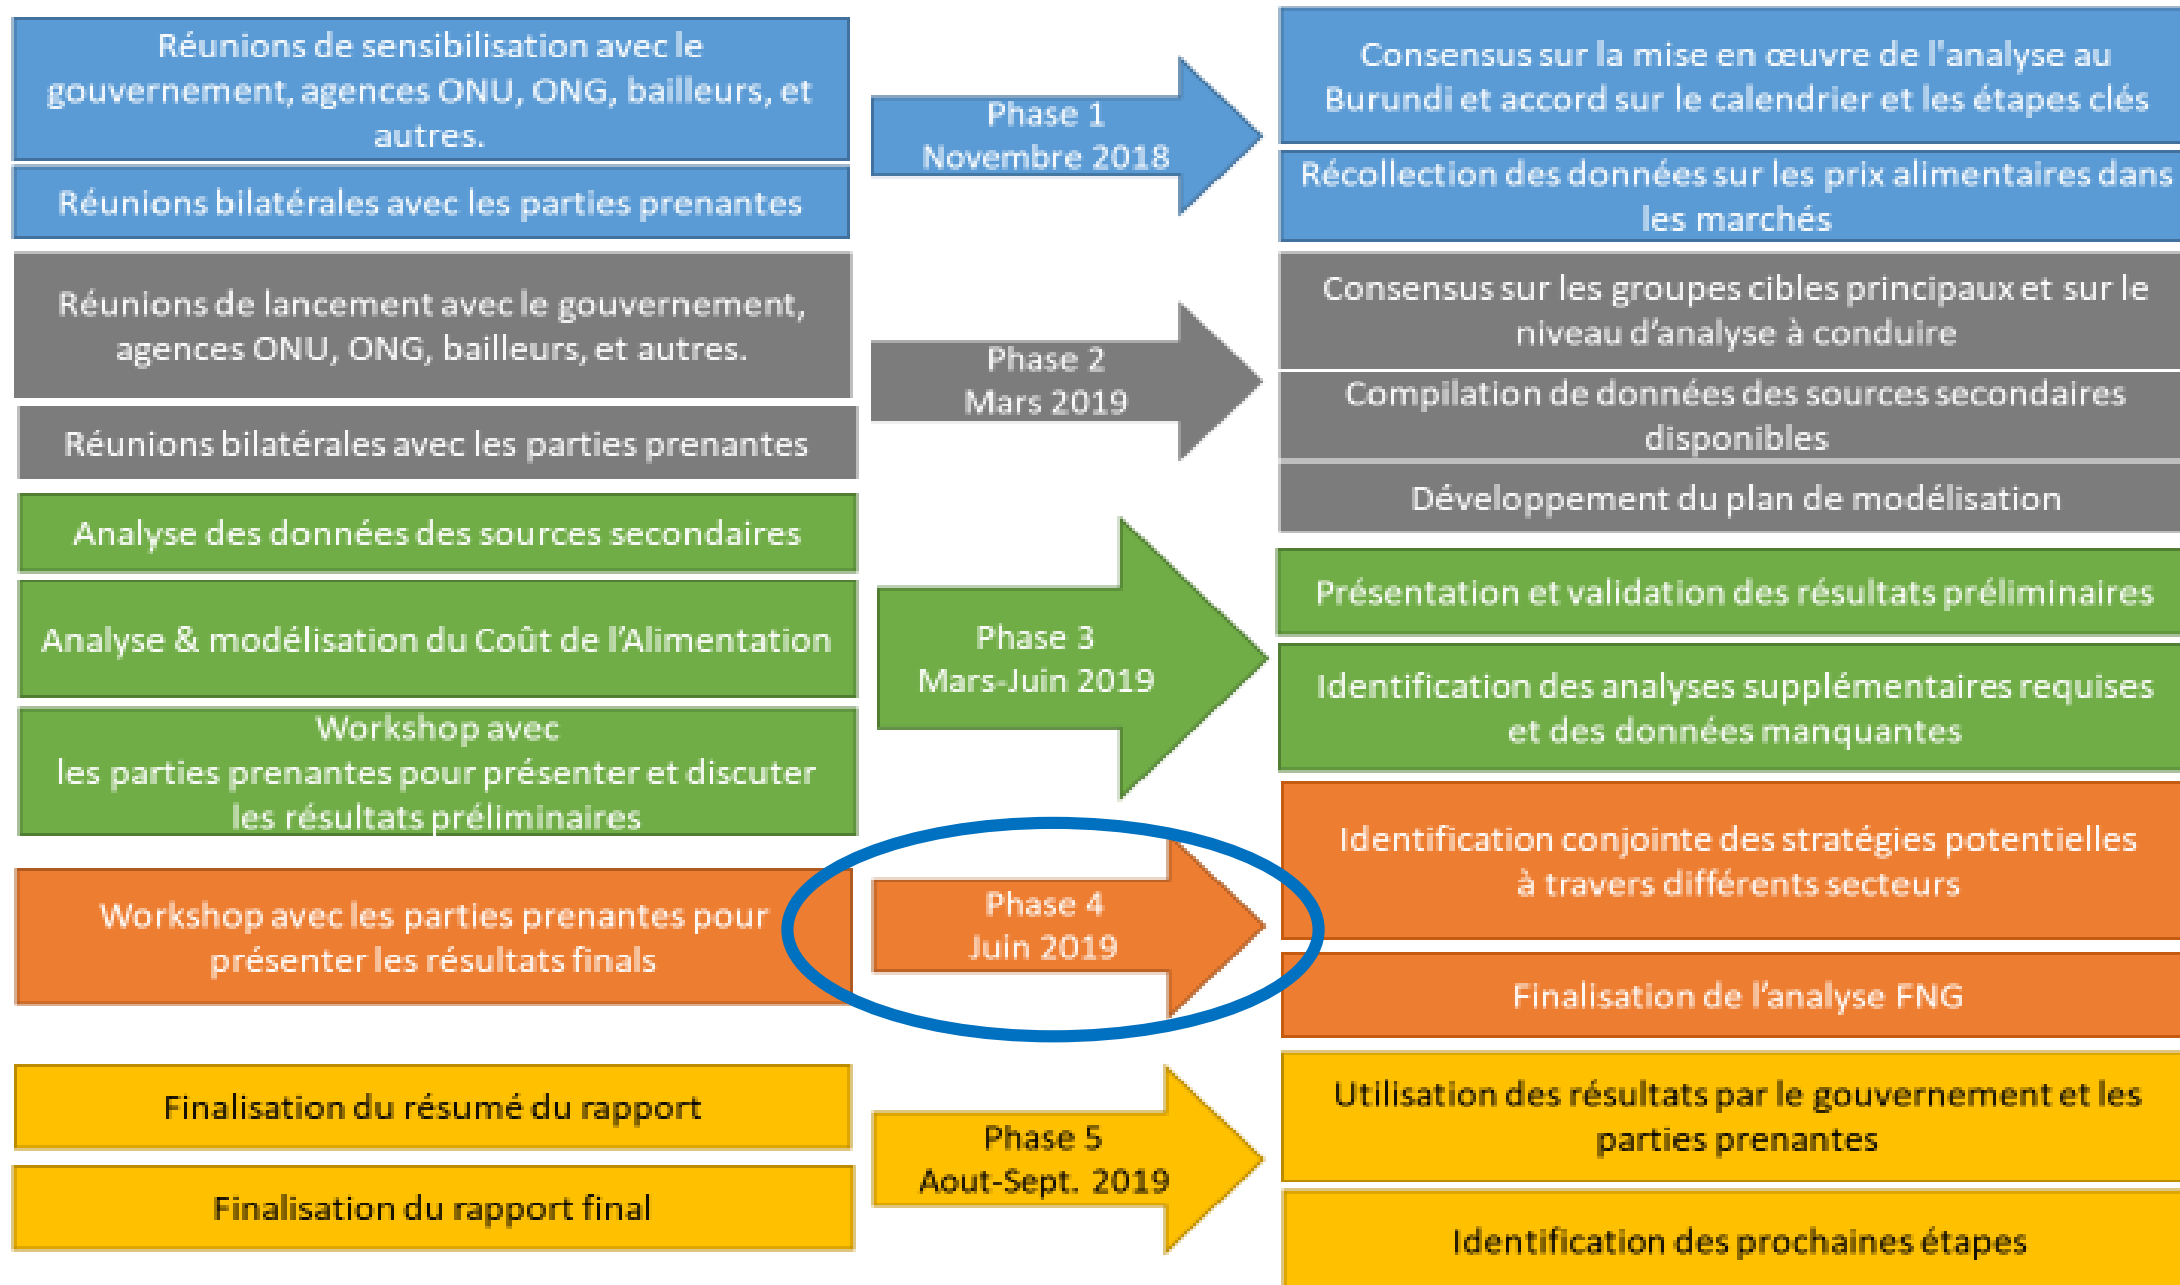 Réunions de sensibilisation avec le
gouvernement, agences ONU, ONG, bailleurs, et
autres.
Réunions bilatérales avec les parties prenantes
Phase 1
Novembre 2018
Consensus sur la mise en œuvre de l'analyse au
Burundi et accord sur le calendrier et les étapes clés
Récollection des données sur les prix alimentaires dans
les marchés
Réunions de lancement avec le gouvernement,
agences ONU, ONG, bailleurs, et autres.
Réunions bilatérales avec les parties prenantes
Phase 2
Mars 2019
Consensus sur les groupes cibles principaux et sur le
niveau d’analyse à conduire
Compilation de données des sources secondaires
disponibles
Développement du plan de modélisation
Analyse des données des sources secondaires
Analyse & modélisation du Coût de l’Alimentation
Workshop avec
les parties prenantes pour présenter et discuter
les résultats préliminaires
Phase 3
Mars-Juin 2019
Présentation et validation des résultats préliminaires
Identification des analyses supplémentaires requises
et des données manquantes
Workshop avec les parties prenantes pour
présenter les résultats finals
Phase 4
Juin 2019
Identification conjointe des stratégies potentielles
à travers différents secteurs
Finalisation de l’analyse FNG
Finalisation du résumé du rapport
Finalisation du rapport final
Phase 5
Aout-Sept. 2019
Utilisation des résultats par le gouvernement et les
parties prenantes
Identification des prochaines étapes